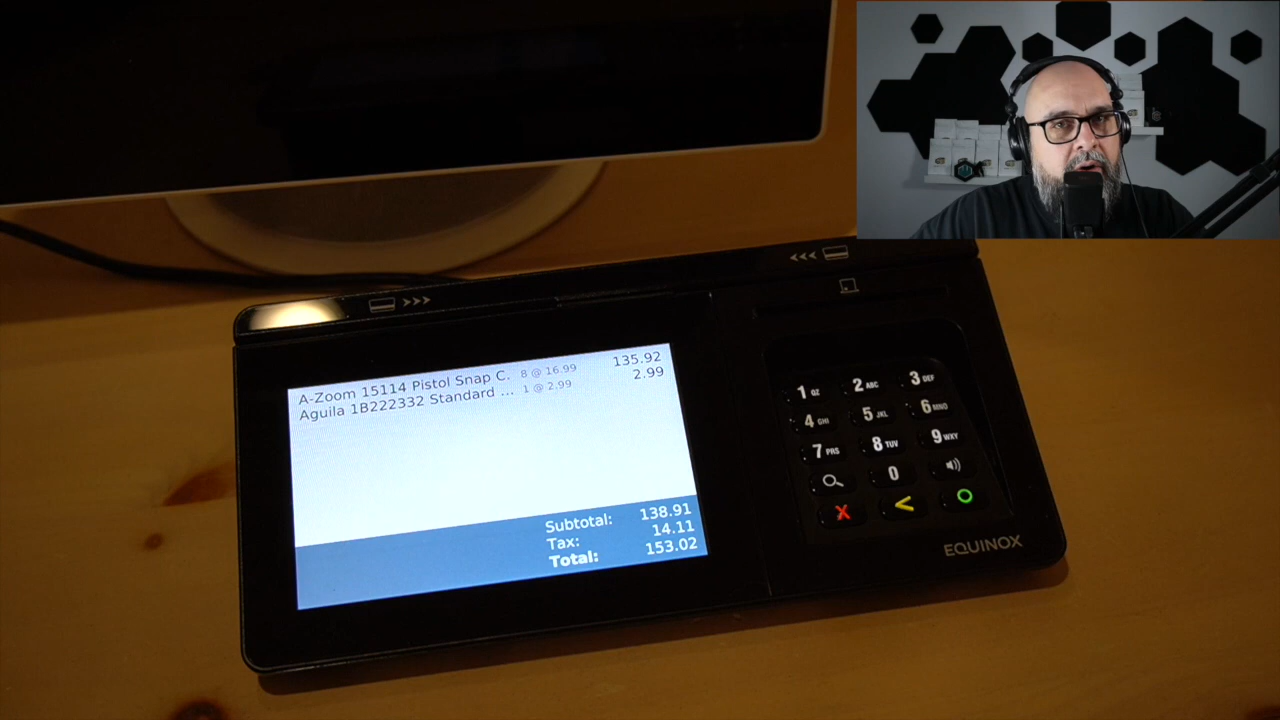 A-Zoom 15114 Pistol Snap C. 8 @ 16.99 135.92
Aguila 1B222332 Standard ... 1 @ 2.99 2.99
Subtotal: 138.91
Tax: 14.11
Total: 153.02
1 QZ 2 ABC 3 DEF
4 GHI 5 JKL 6 MNO
7 PRS 8 TUV 9 WXY
0
X <
EQUINOX